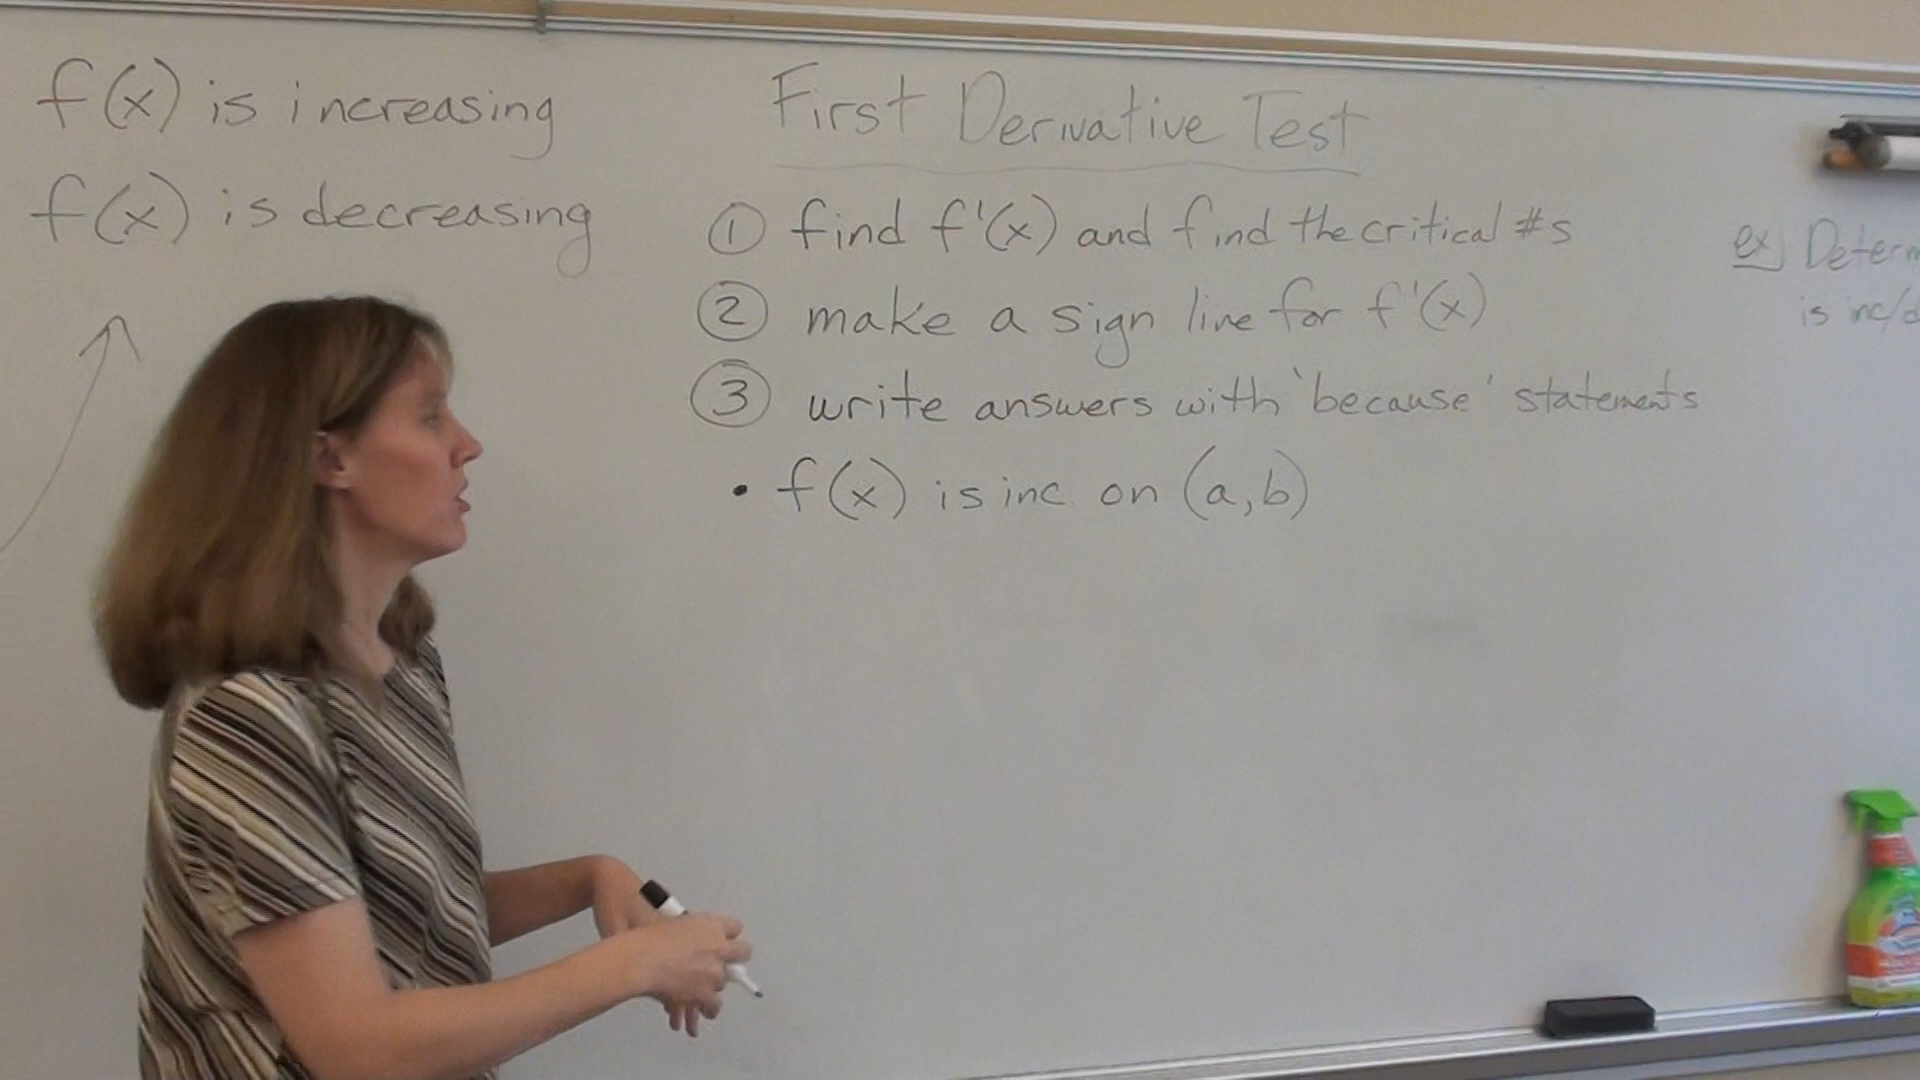 f(x) is increasing
f(x) is decreasing
First Derivative Test
① find f'(x) and find the critical #s
② make a sign line for f'(x)
③ write answers with 'because' statements
• f(x) is inc. on (a,b)
ex)
is